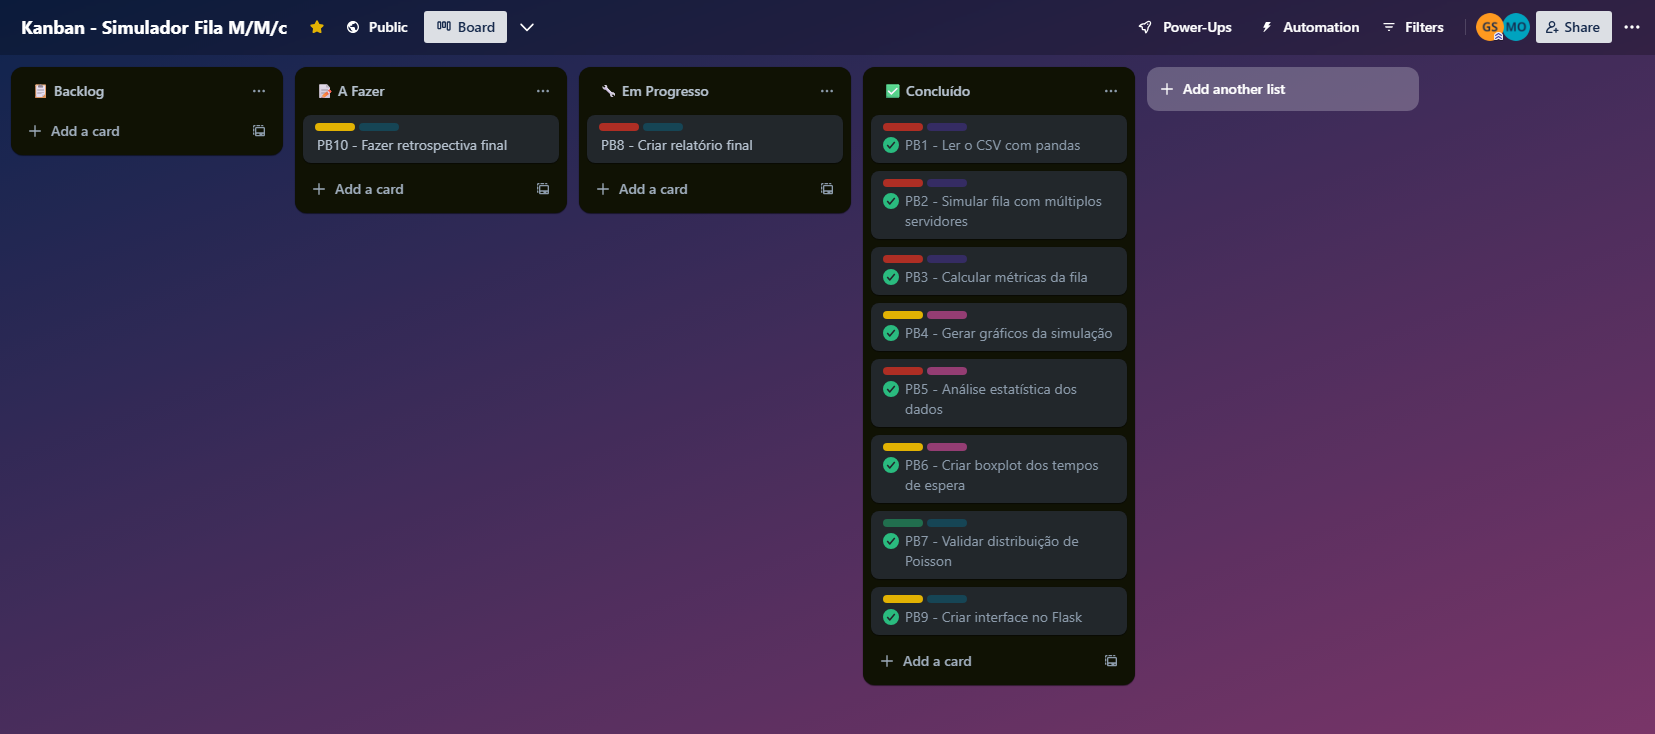 Kanban - Simulador Fila M/M/c
Public
Board
Power-Ups
Automation
Filters
GS
MO
Share
Backlog
Add a card
A Fazer
PB10 - Fazer retrospectiva final
Add a card
Em Progresso
PB8 - Criar relatório final
Add a card
Concluído
PB1 - Ler o CSV com pandas
PB2 - Simular fila com múltiplos
servidores
PB3 - Calcular métricas da fila
PB4 - Gerar gráficos da simulação
PB5 - Análise estatística dos
dados
PB6 - Criar boxplot dos tempos
de espera
PB7 - Validar distribuição de
Poisson
PB9 - Criar interface no Flask
Add a card
Add another list